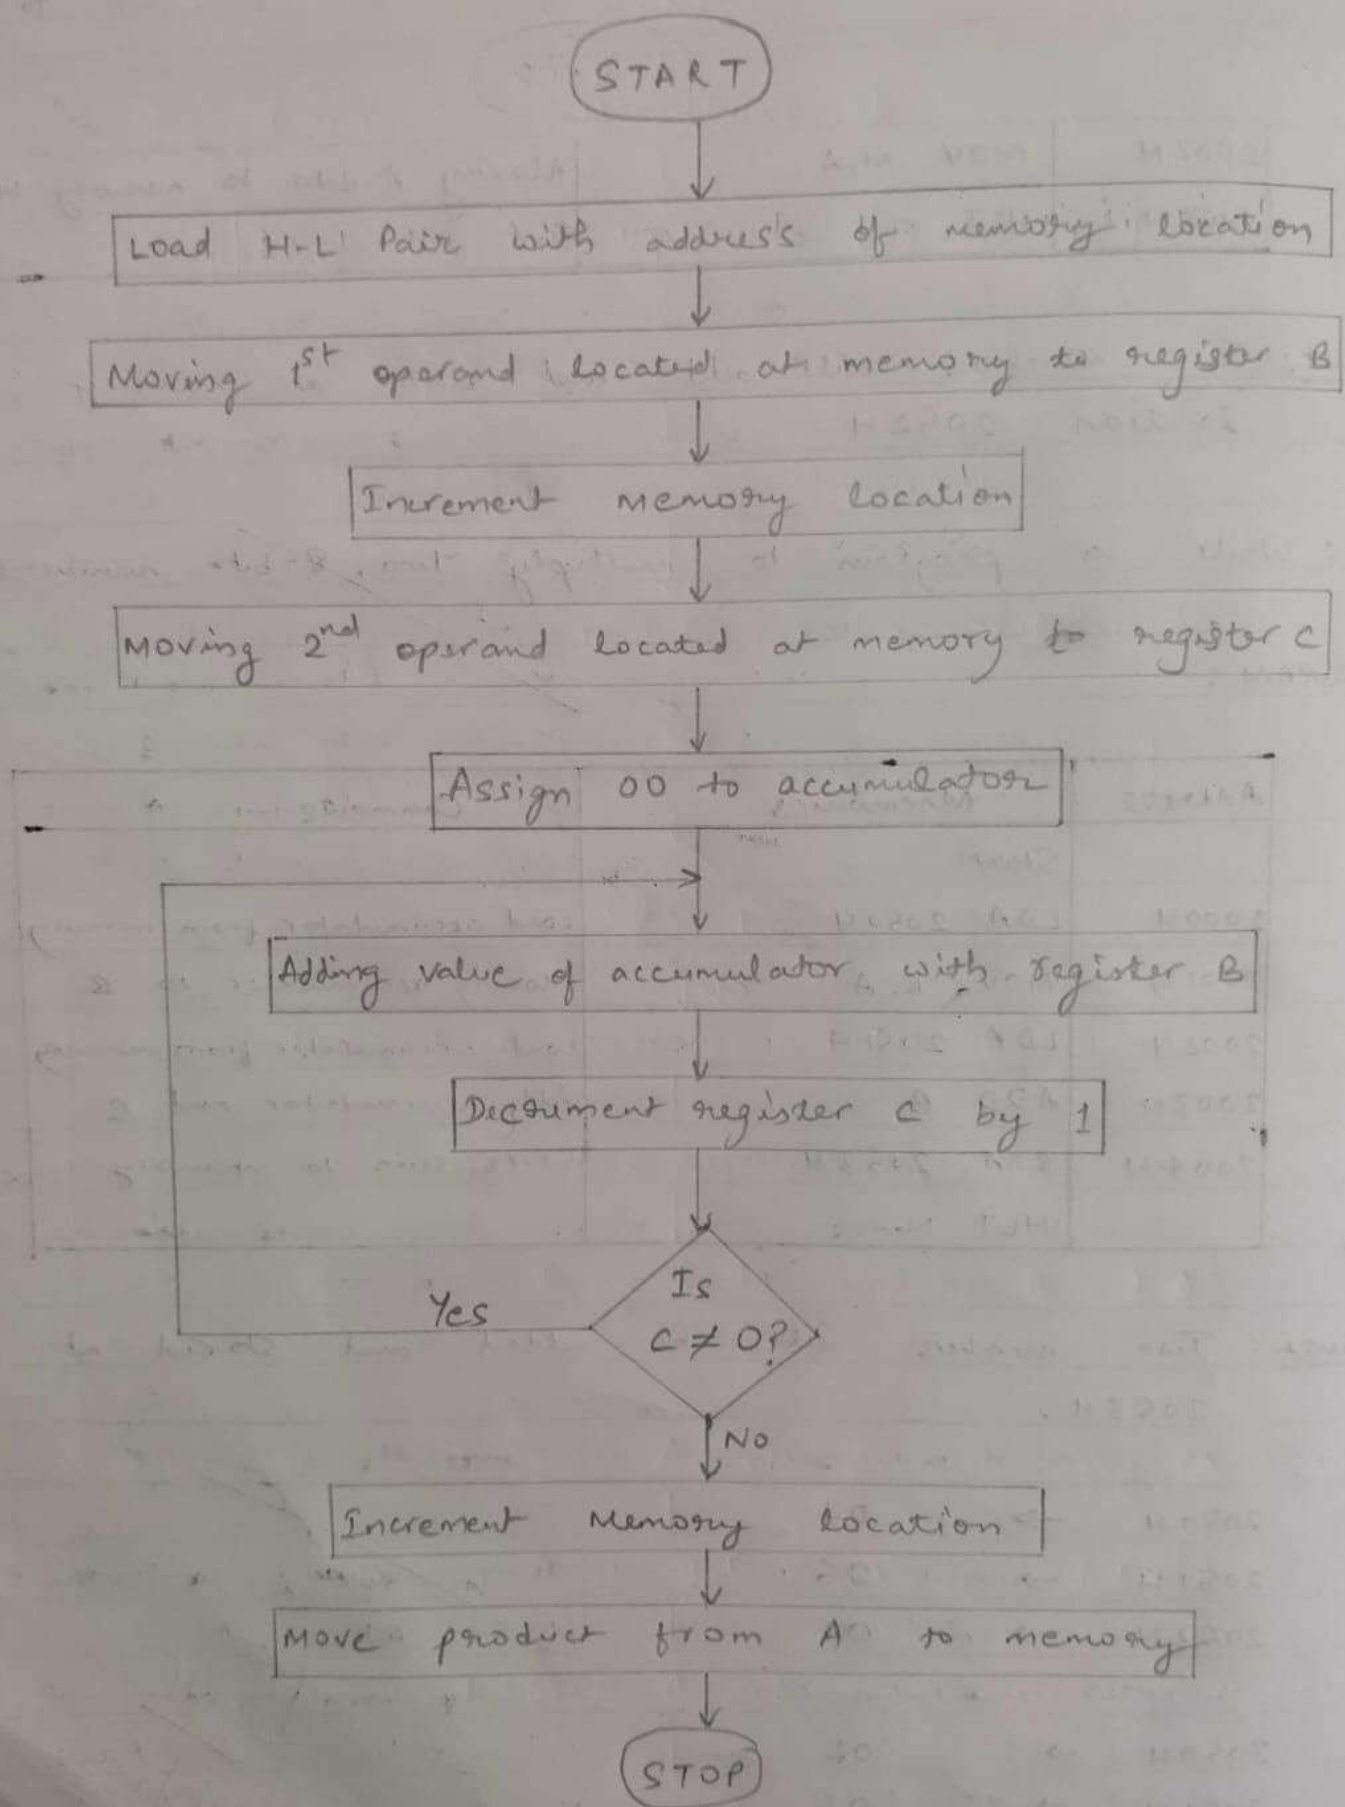 START
Load H-L Pair with address of memory location
Moving 1st operand located at memory to register B
Increment memory location
Moving 2nd operand located at memory to register C
Assign 00 to accumulator
Adding value of accumulator with register B
Decrument register C by 1
Is
C ≠ 0?
Yes
No
Increment Memory location
Move product from A to memory
STOP